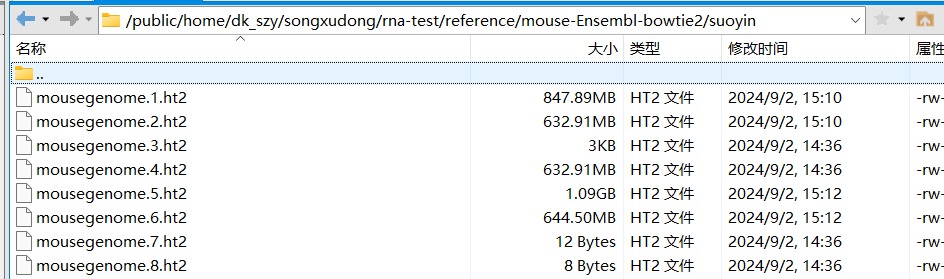 /public/home/dk_szy/songxudong/rna-test/reference/mouse-Ensembl-bowtie2/suoyin
名称 大小 类型 修改时间 属性
..
mousegenome.1.ht2 847.89MB HT2 文件 2024/9/2, 15:10 -rw-
mousegenome.2.ht2 632.91MB HT2 文件 2024/9/2, 15:10 -rw-
mousegenome.3.ht2 3KB HT2 文件 2024/9/2, 14:36 -rw-
mousegenome.4.ht2 632.91MB HT2 文件 2024/9/2, 14:36 -rw-
mousegenome.5.ht2 1.09GB HT2 文件 2024/9/2, 15:12 -rw-
mousegenome.6.ht2 644.50MB HT2 文件 2024/9/2, 15:12 -rw-
mousegenome.7.ht2 12 Bytes HT2 文件 2024/9/2, 14:36 -rw-
mousegenome.8.ht2 8 Bytes HT2 文件 2024/9/2, 14:36 -rw-